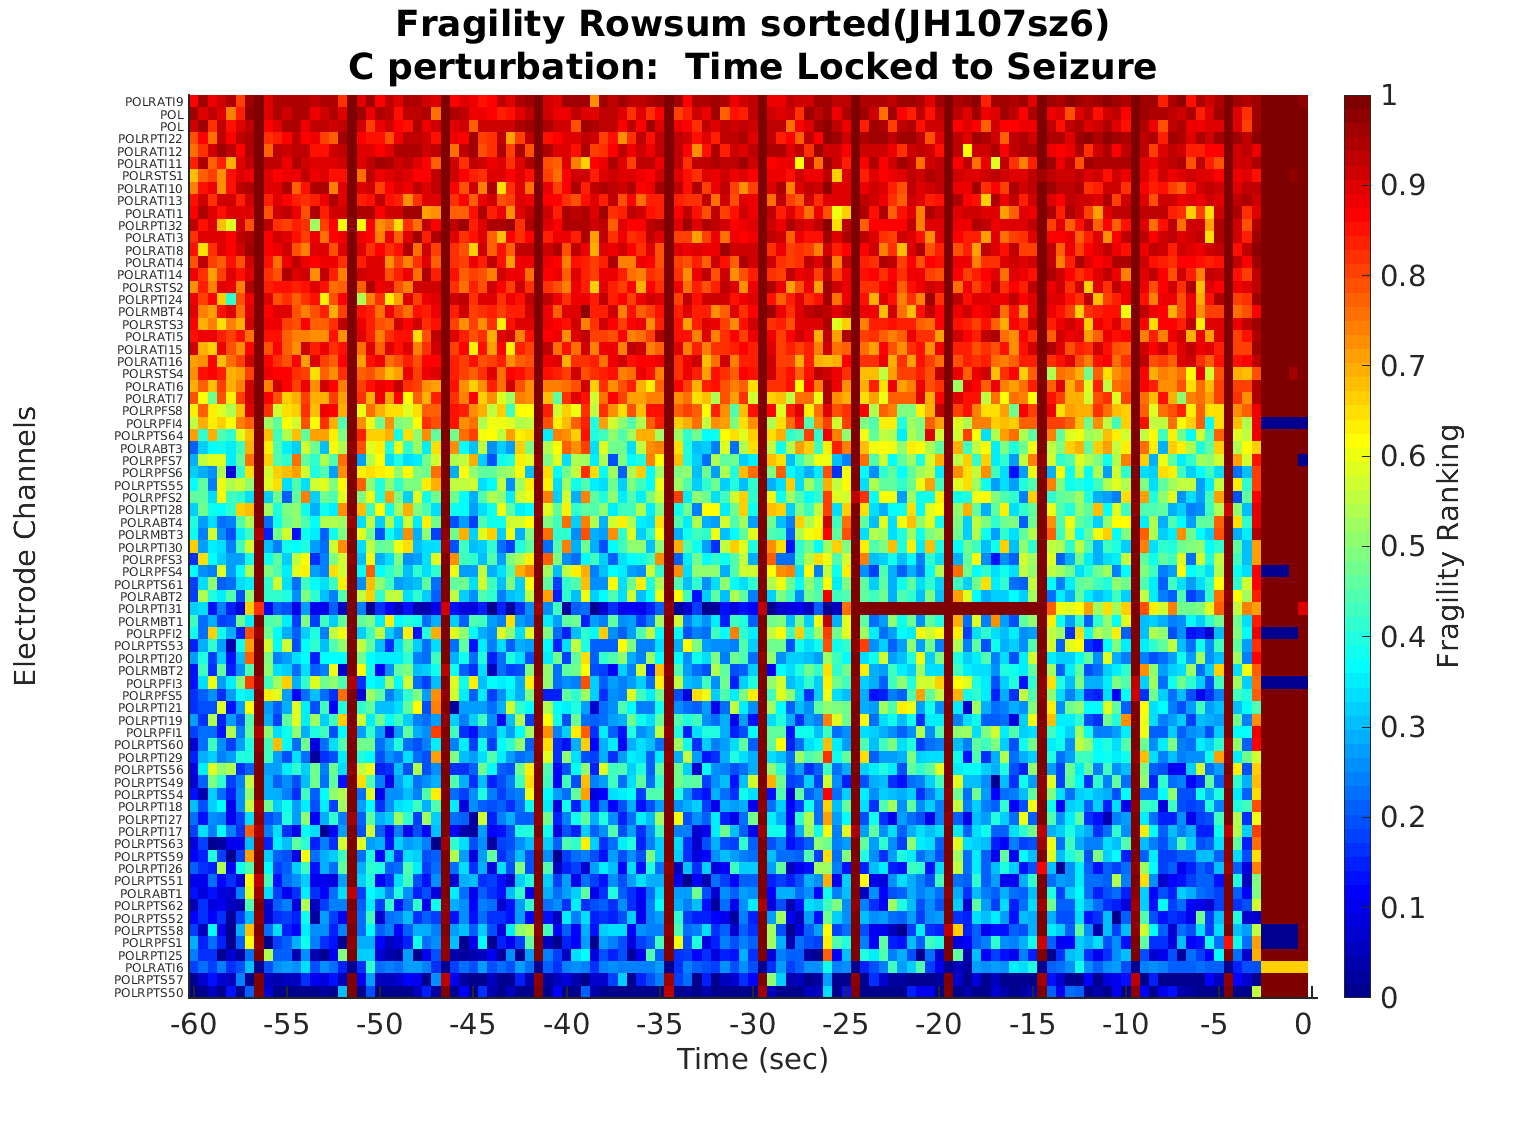 Fragility Rowsum sorted(JH107sz6)
C perturbation:  Time Locked to Seizure
Electrode Channels
POLRATI9
POL
POL
POLRPTI22
POLRATI12
POLRATI11
POLRSTS1
POLRATI10
POLRATI13
POLRATI1
POLRPTI32
POLRATI3
POLRATI8
POLRATI4
POLRATI14
POLRSTS2
POLRPTI24
POLRMBT4
POLRSTS3
POLRATI5
POLRATI15
POLRATI16
POLRSTS4
POLRATI6
POLRATI7
POLRPFS8
POLRPFI4
POLRPTS64
POLRABT3
POLRPFS7
POLRPFS6
POLRPTS55
POLRPFS2
POLRPTI28
POLRABT4
POLRMBT3
POLRPTI30
POLRPFS3
POLRPFS4
POLRPTS61
POLRABT2
POLRPTI31
POLRMBT1
POLRPFI2
POLRPTS53
POLRPTI20
POLRMBT2
POLRPFI3
POLRPFS5
POLRPTI21
POLRPTI19
POLRPFI1
POLRPTS60
POLRPTI29
POLRPTS56
POLRPTS49
POLRPTS54
POLRPTI18
POLRPTI27
POLRPTI17
POLRPTS63
POLRPTS59
POLRPTI26
POLRPTS51
POLRABT1
POLRPTS62
POLRPTS52
POLRPTS58
POLRPFS1
POLRPTI25
POLRATI6
POLRPTS57
POLRPTS50
-60 -55 -50 -45 -40 -35 -30 -25 -20 -15 -10 -5 0
Time (sec)
1
0.9
0.8
0.7
0.6
0.5
0.4
0.3
0.2
0.1
0
Fragility Ranking